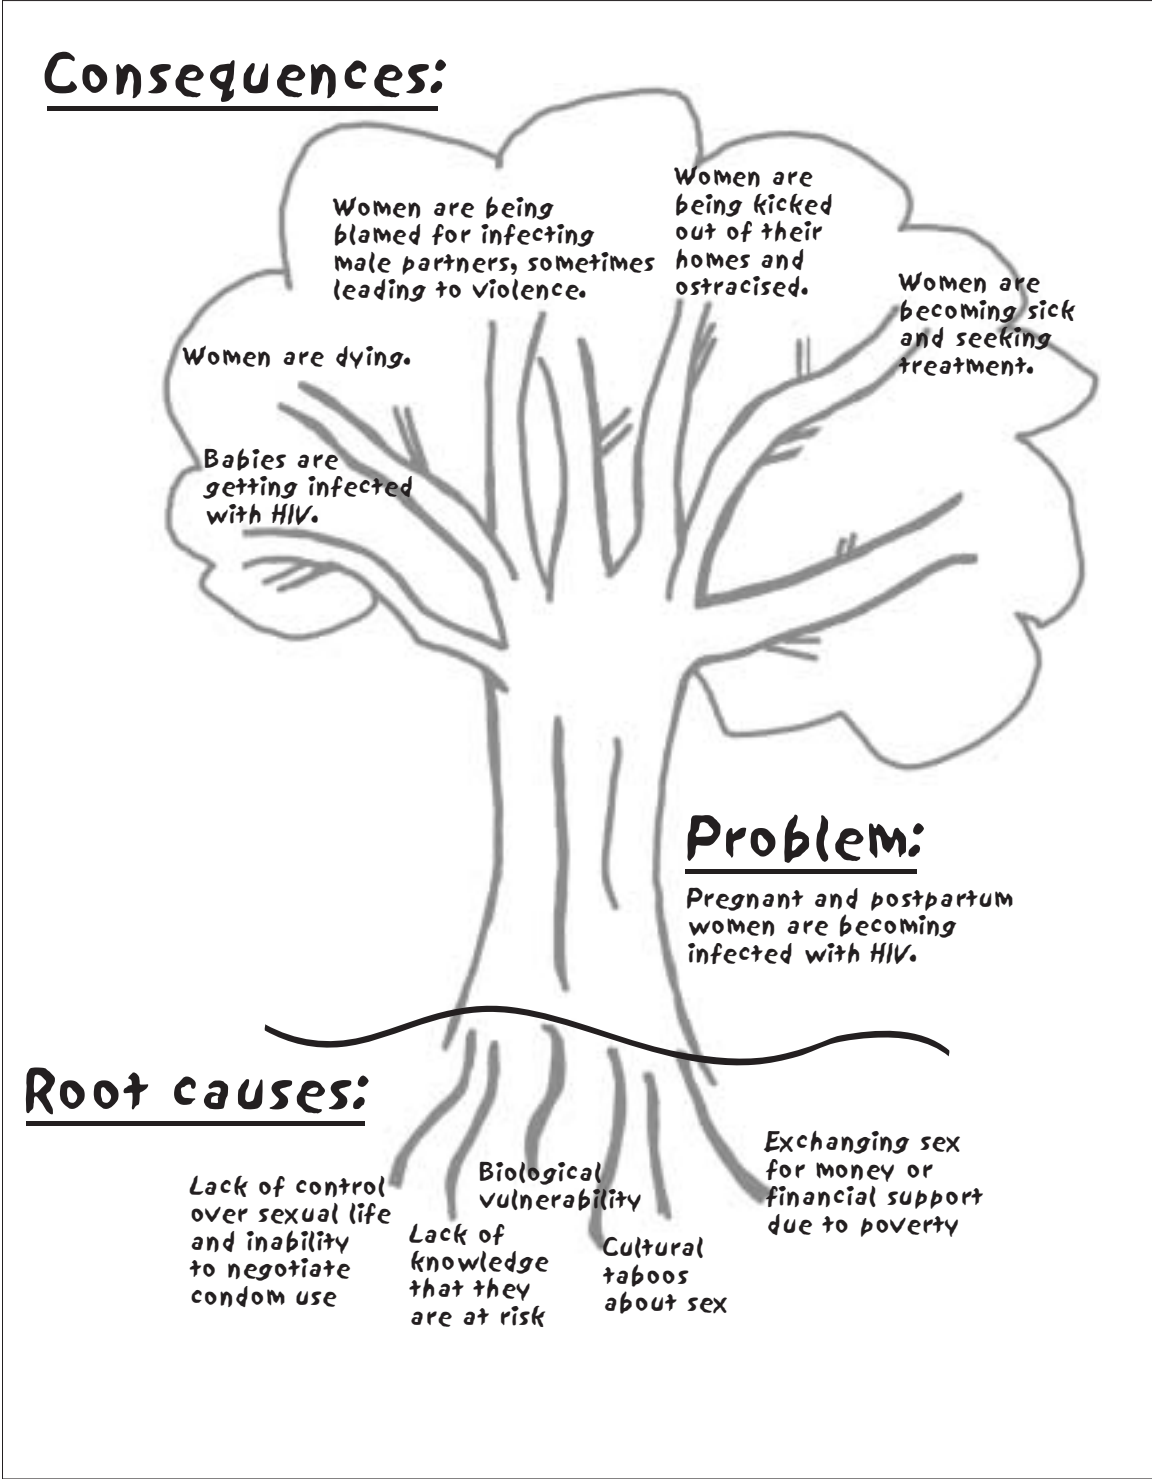 Consequences:
Women are being
blamed for infecting
male partners, sometimes
leading to violence.
Women are
being kicked
out of their
homes and
ostracised.
Women are
becoming sick
and seeking
treatment.
Women are dying.
Babies are
getting infected
with HIV.
Problem:
Pregnant and postpartum
women are becoming
infected with HIV.
Root causes:
Lack of control
over sexual life
and inability
to negotiate
condom use
Lack of
knowledge
that they
are at risk
Biological
vulnerability
Cultural
taboos
about sex
Exchanging sex
for money or
financial support
due to poverty